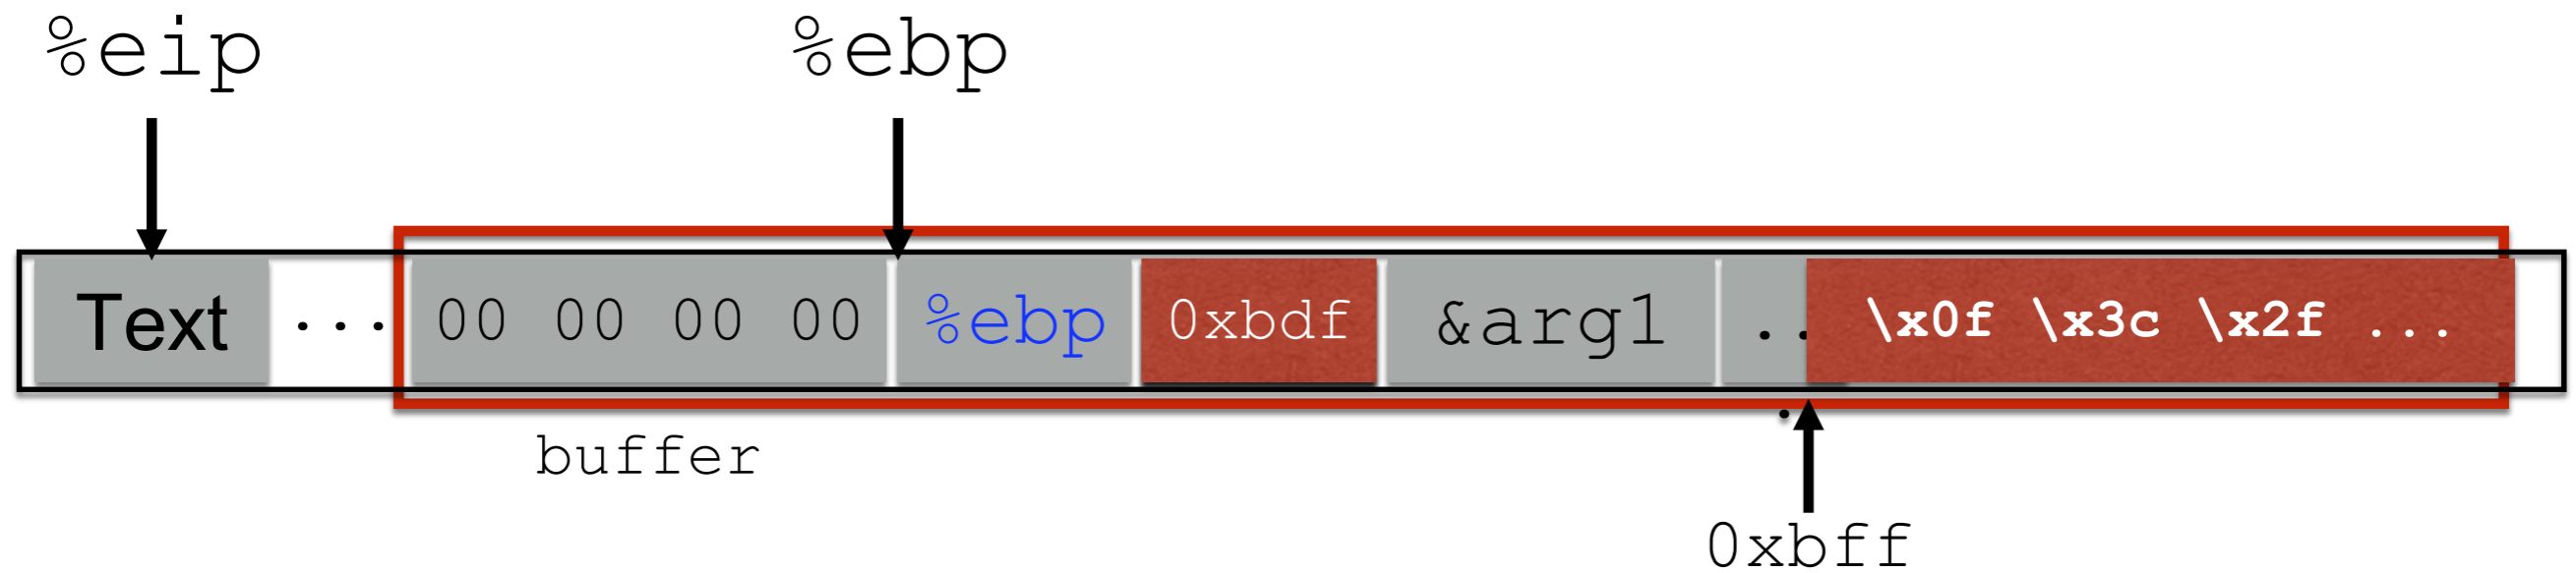 %eip %ebp
Text ... 00 00 00 00 %ebp 0xbdf &arg1 ... \x0f \x3c \x2f ...
buffer
0xbff